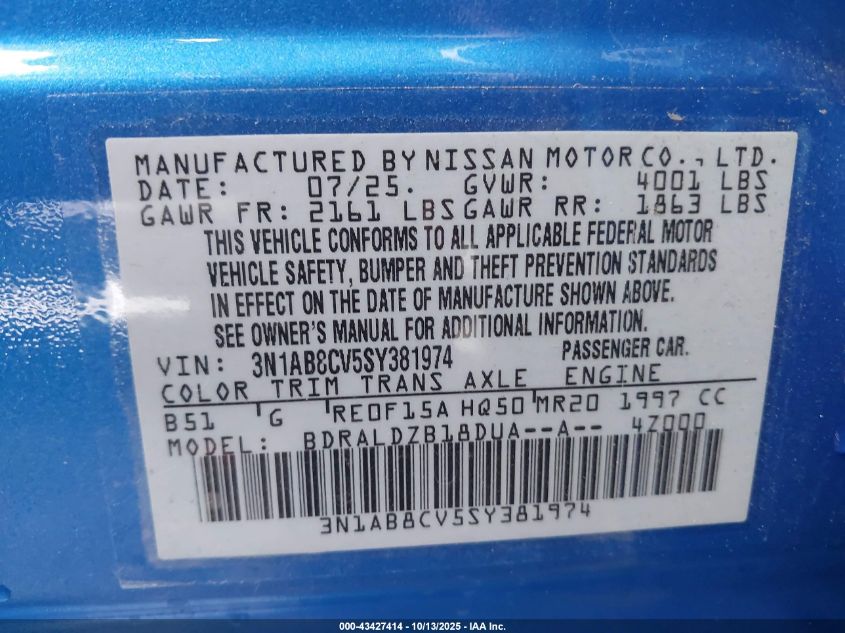 MANUFACTURED BY NISSAN MOTOR CO., LTD.
DATE: 07/25. GVWR: 4001 LBS
GAWR FR: 2161 LBS GAWR RR: 1863 LBS
THIS VEHICLE CONFORMS TO ALL APPLICABLE FEDERAL MOTOR
VEHICLE SAFETY, BUMPER AND THEFT PREVENTION STANDARDS
IN EFFECT ON THE DATE OF MANUFACTURE SHOWN ABOVE.
SEE OWNER'S MANUAL FOR ADDITIONAL INFORMATION.
VIN: 3N1AB8CV5SY381974 PASSENGER CAR.
COLOR TRIM TRANS AXLE ENGINE
B51 G RE0F15A HQ50 MR20 1997 CC
MODEL: BDRALDZB18DUA--A-- 4Z000
3N1AB8CV5SY381974
000-43427414 - 10/13/2025 - IAA Inc.